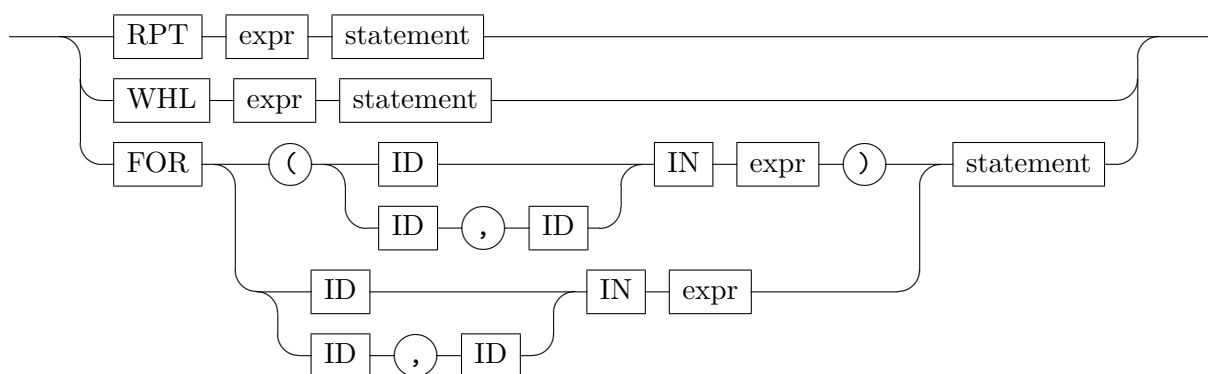 RPT expr statement
WHL expr statement
FOR ( ID IN expr ) statement
ID , ID
ID IN expr
ID , ID